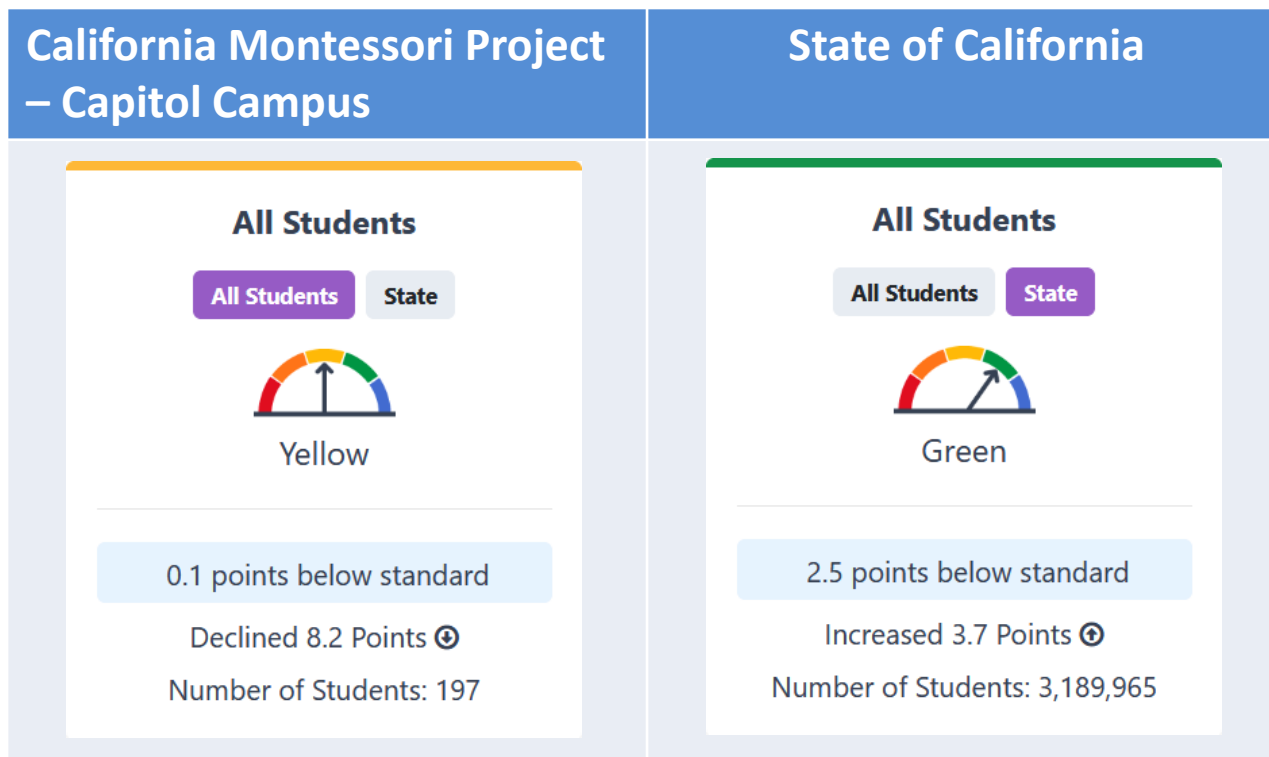 California Montessori Project
– Capitol Campus
State of California
All Students
All Students
State
Yellow
0.1 points below standard
Declined 8.2 Points
Number of Students: 197
All Students
All Students
State
Green
2.5 points below standard
Increased 3.7 Points
Number of Students: 3,189,965